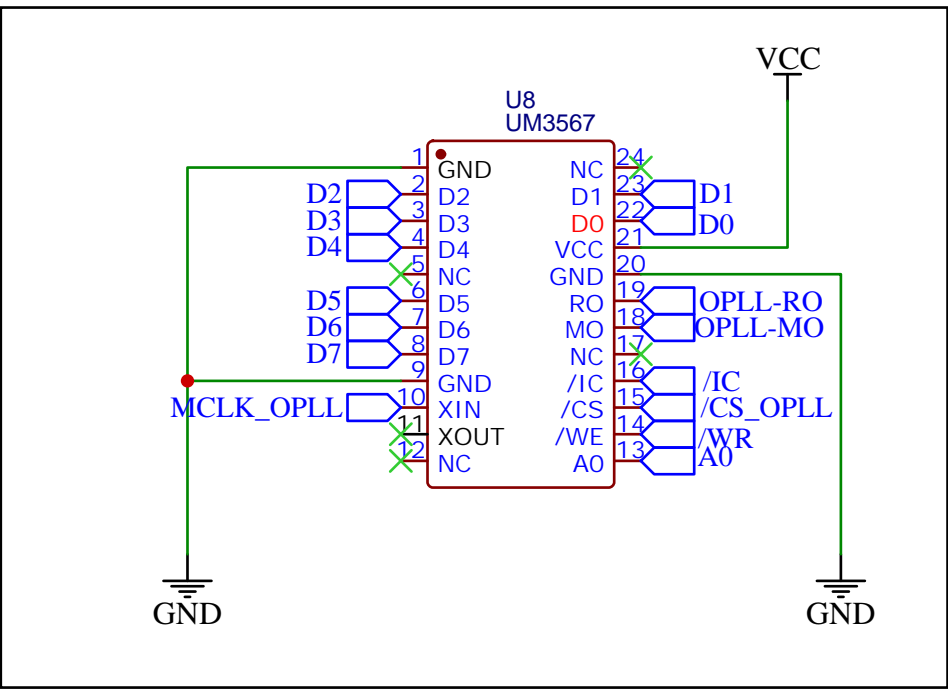 VCC
U8
UM3567
1 GND NC 24
D2 2 D2 D1 23 D1
D3 3 D3 D0 22 D0
D4 4 D4 VCC 21
5 NC GND 20
D5 6 D5 RO 19 OPLL-RO
D6 7 D6 MO 18 OPLL-MO
D7 8 D7 NC 17
9 GND /IC 16 /IC
MCLK_OPLL 10 XIN /CS 15 /CS_OPLL
11 XOUT /WE 14 /WR
12 NC A0 13 A0
GND GND